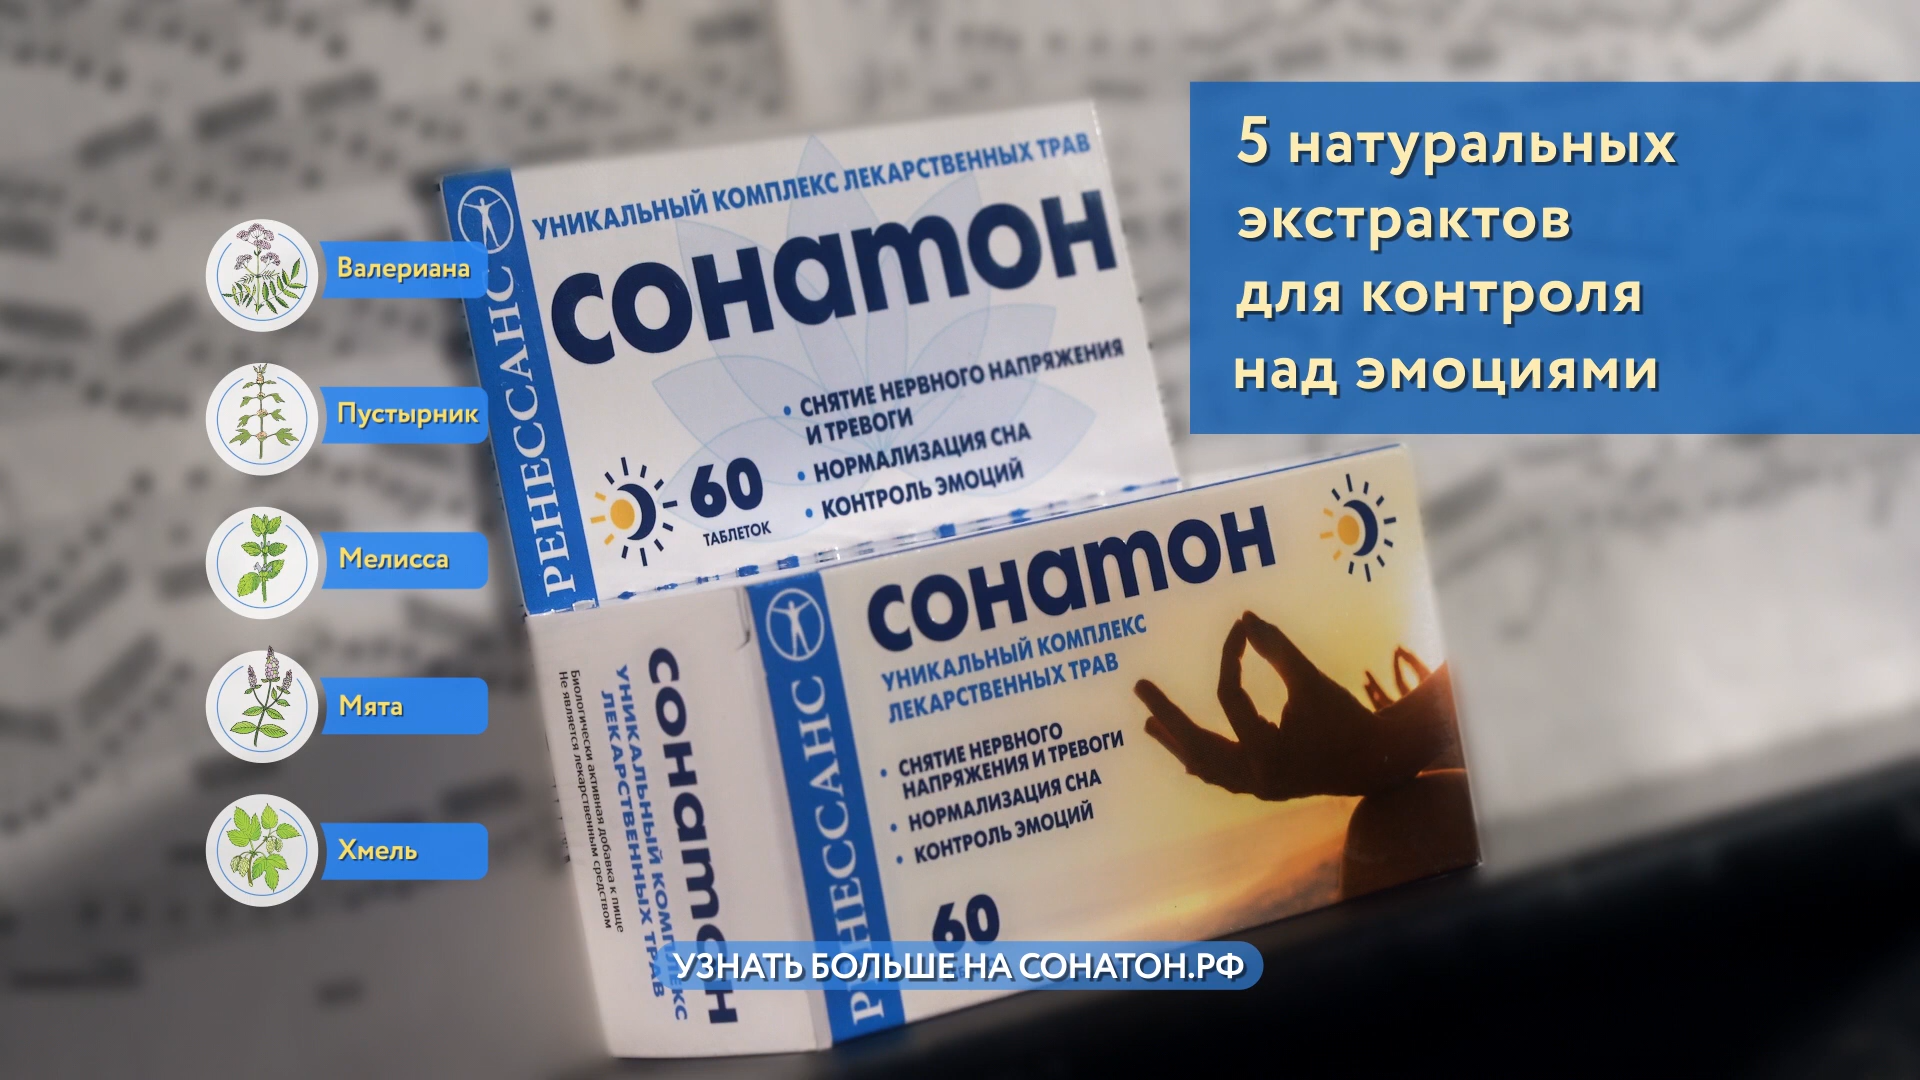 5 натуральных
экстрактов
для контроля
над эмоциями
Валериана
Пустырник
Мелисса
Мята
Хмель
РЕНЕССАНС
УНИКАЛЬНЫЙ КОМПЛЕКС ЛЕКАРСТВЕННЫХ ТРАВ
СОНАТОН
• СНЯТИЕ НЕРВНОГО НАПРЯЖЕНИЯ
И ТРЕВОГИ
• НОРМАЛИЗАЦИЯ СНА
• КОНТРОЛЬ ЭМОЦИЙ
60
ТАБЛЕТОК
СОНАТОН
УНИКАЛЬНЫЙ КОМПЛЕКС
ЛЕКАРСТВЕННЫХ ТРАВ
Биологически активная добавка к пище
Не является лекарственным средством
РЕНЕССАНС
СОНАТОН
УНИКАЛЬНЫЙ КОМПЛЕКС
ЛЕКАРСТВЕННЫХ ТРАВ
• СНЯТИЕ НЕРВНОГО
НАПРЯЖЕНИЯ И ТРЕВОГИ
• НОРМАЛИЗАЦИЯ СНА
• КОНТРОЛЬ ЭМОЦИЙ
60
УЗНАТЬ БОЛЬШЕ НА СОНАТОН.РФ